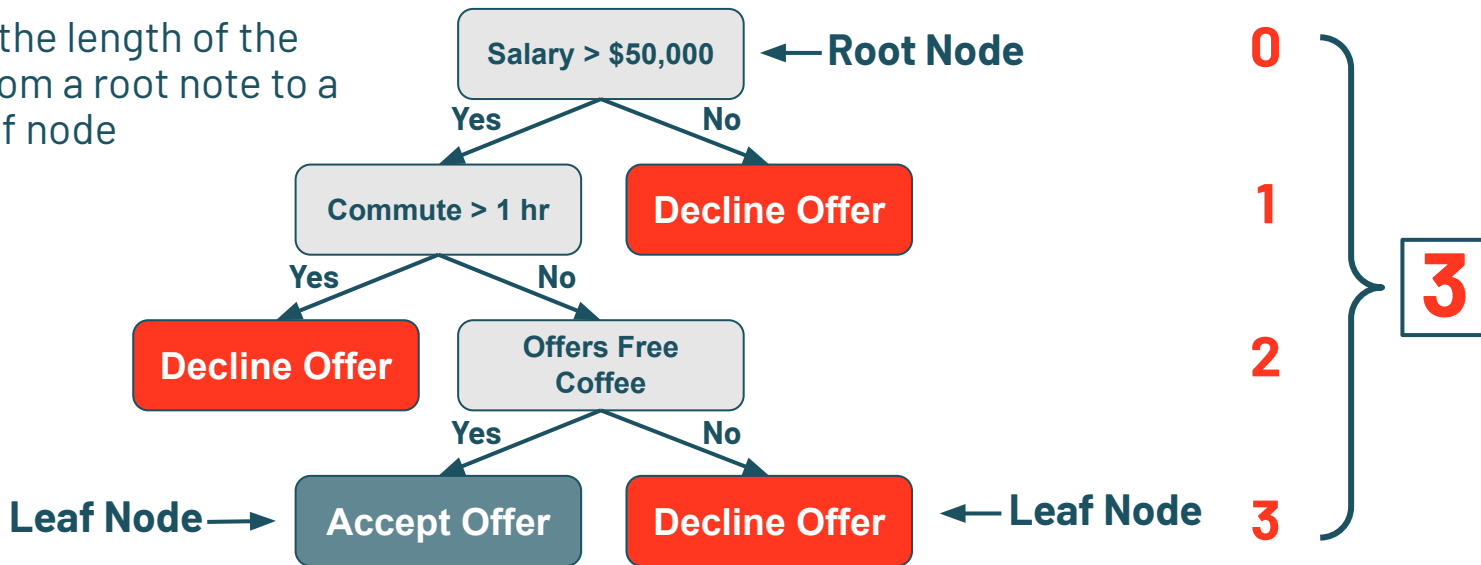 the length of the
om a root note to a
f node
Salary > $50,000
Root Node
0
Yes
No
Commute > 1 hr
Decline Offer
1
3
Yes
No
Decline Offer
Offers Free
Coffee
2
Yes
No
Leaf Node
Accept Offer
Decline Offer
Leaf Node
3